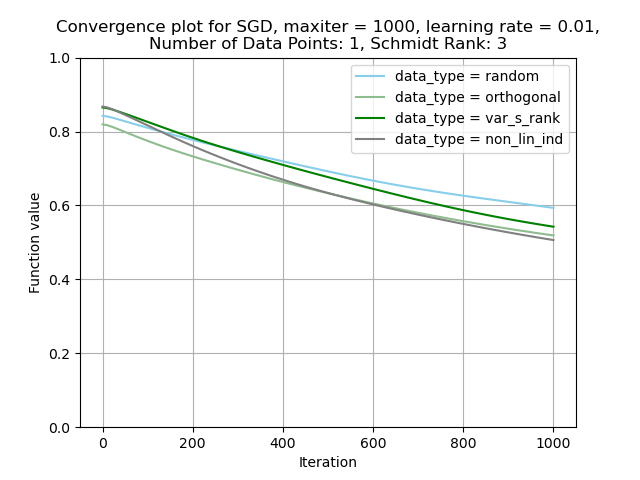 Convergence plot for SGD, maxiter = 1000, learning rate = 0.01,
Number of Data Points: 1, Schmidt Rank: 3
data_type = random
data_type = orthogonal
data_type = var_s_rank
data_type = non_lin_ind
Function value
1.0
0.8
0.6
0.4
0.2
0.0
0 200 400 600 800 1000
Iteration